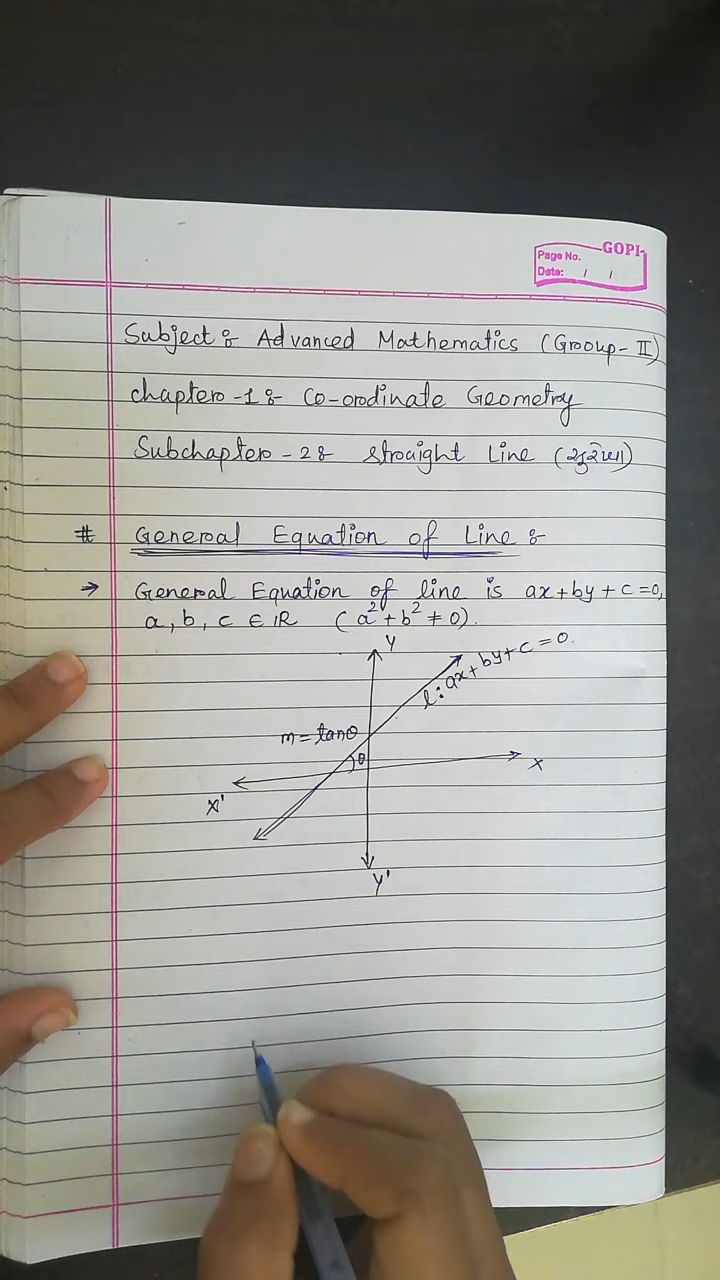 GOPI
Page No.
Date: / /
Subject : Advanced Mathematics (Group - II)
chapter - 1 : Co-ordinate Geometry
Subchapter - 2 : straight Line (સુરેખા)
# General Equation of Line :
→ General Equation of line is ax + by + c = 0,
a, b, c ∈ IR (a² + b² ≠ 0).
Y
l : ax + by + c = 0.
m = tanθ
θ
X
X'
Y'